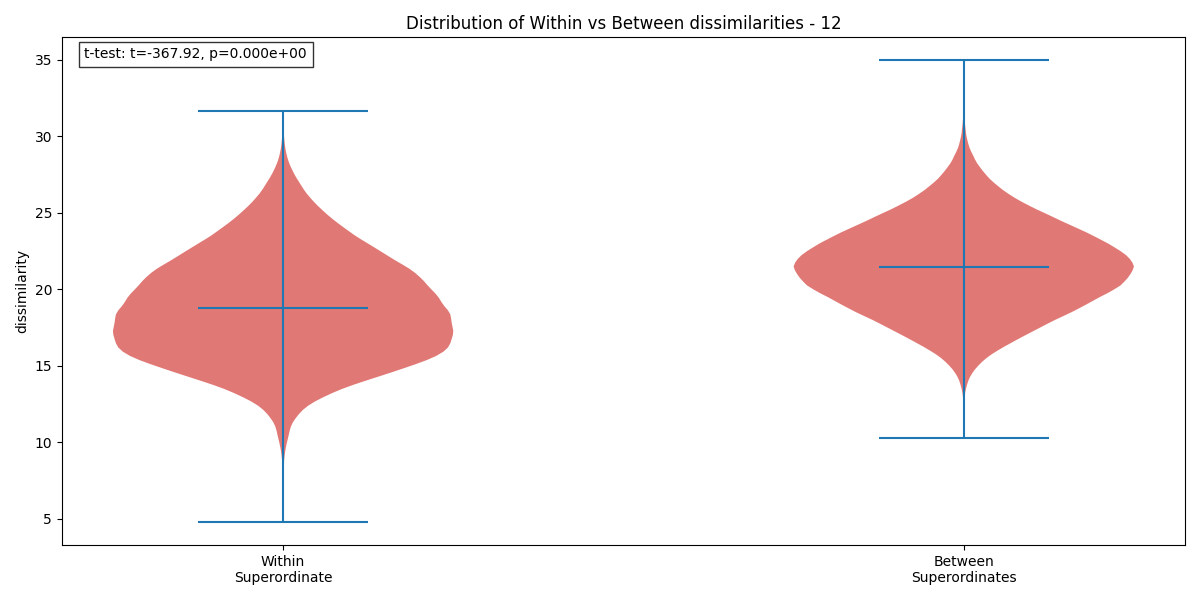 Distribution of Within vs Between dissimilarities - 12
t-test: t=-367.92, p=0.000e+00
35
30
25
20
15
10
5
dissimilarity
Within
Superordinate
Between
Superordinates